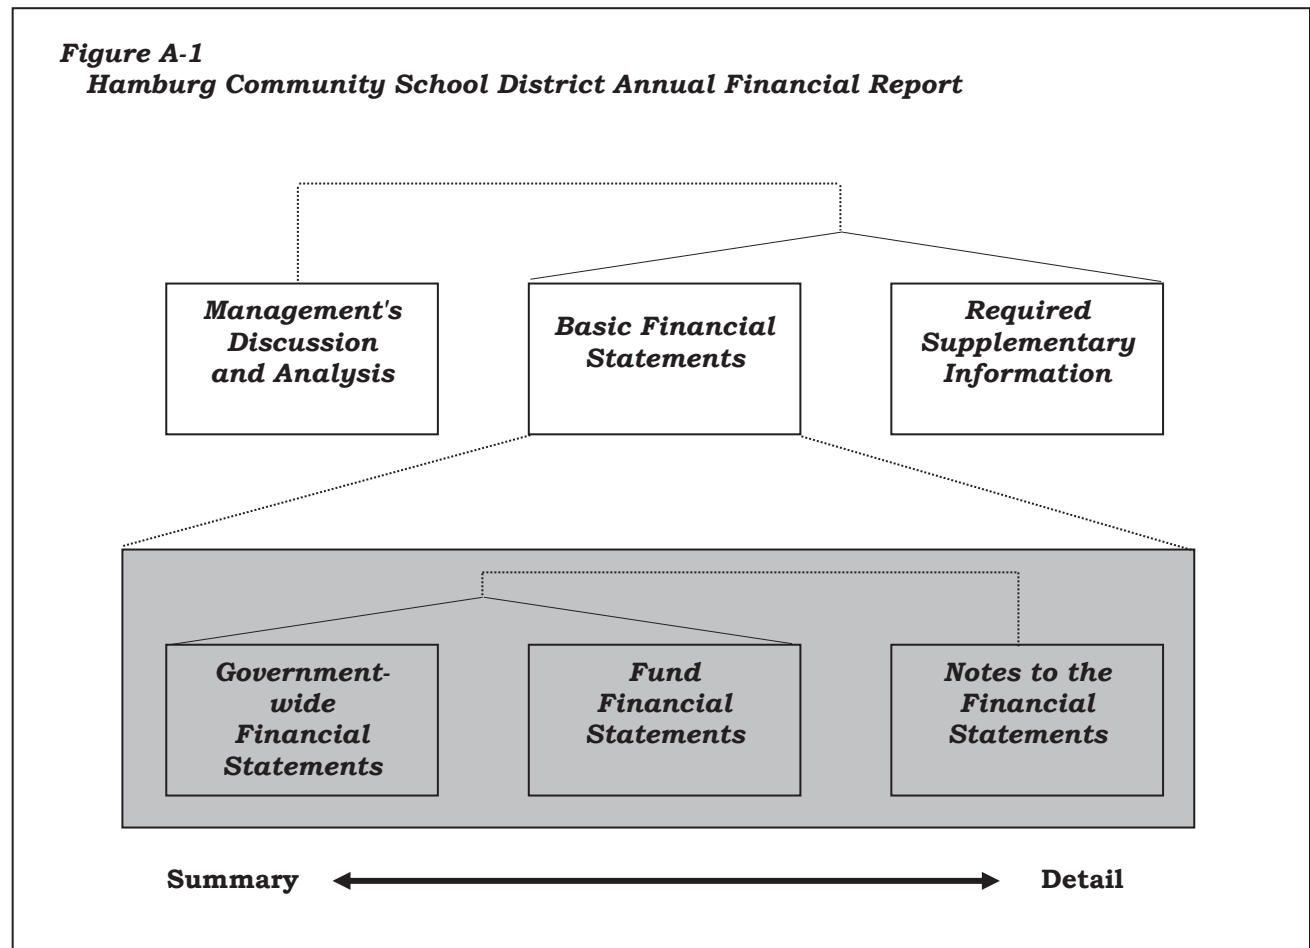 Figure A-1
Hamburg Community School District Annual Financial Report
Management's
Discussion
and Analysis
Basic Financial
Statements
Required
Supplementary
Information
Government-
wide
Financial
Statements
Fund
Financial
Statements
Notes to the
Financial
Statements
Summary
Detail